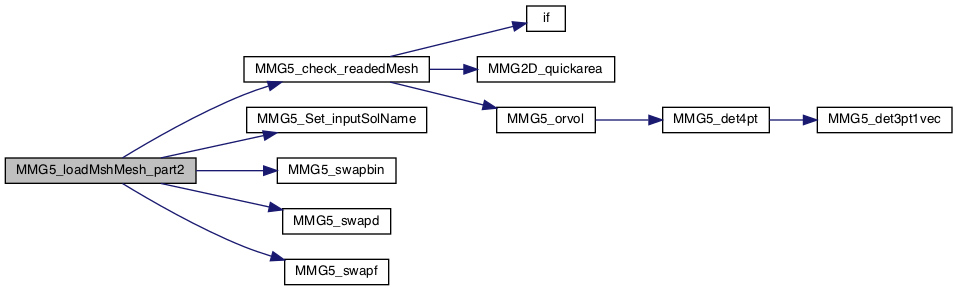 if
MMG5_check_readedMesh
MMG2D_quickarea
MMG5_orvol
MMG5_det4pt
MMG5_det3pt1vec
MMG5_Set_inputSolName
MMG5_loadMshMesh_part2
MMG5_swapbin
MMG5_swapd
MMG5_swapf